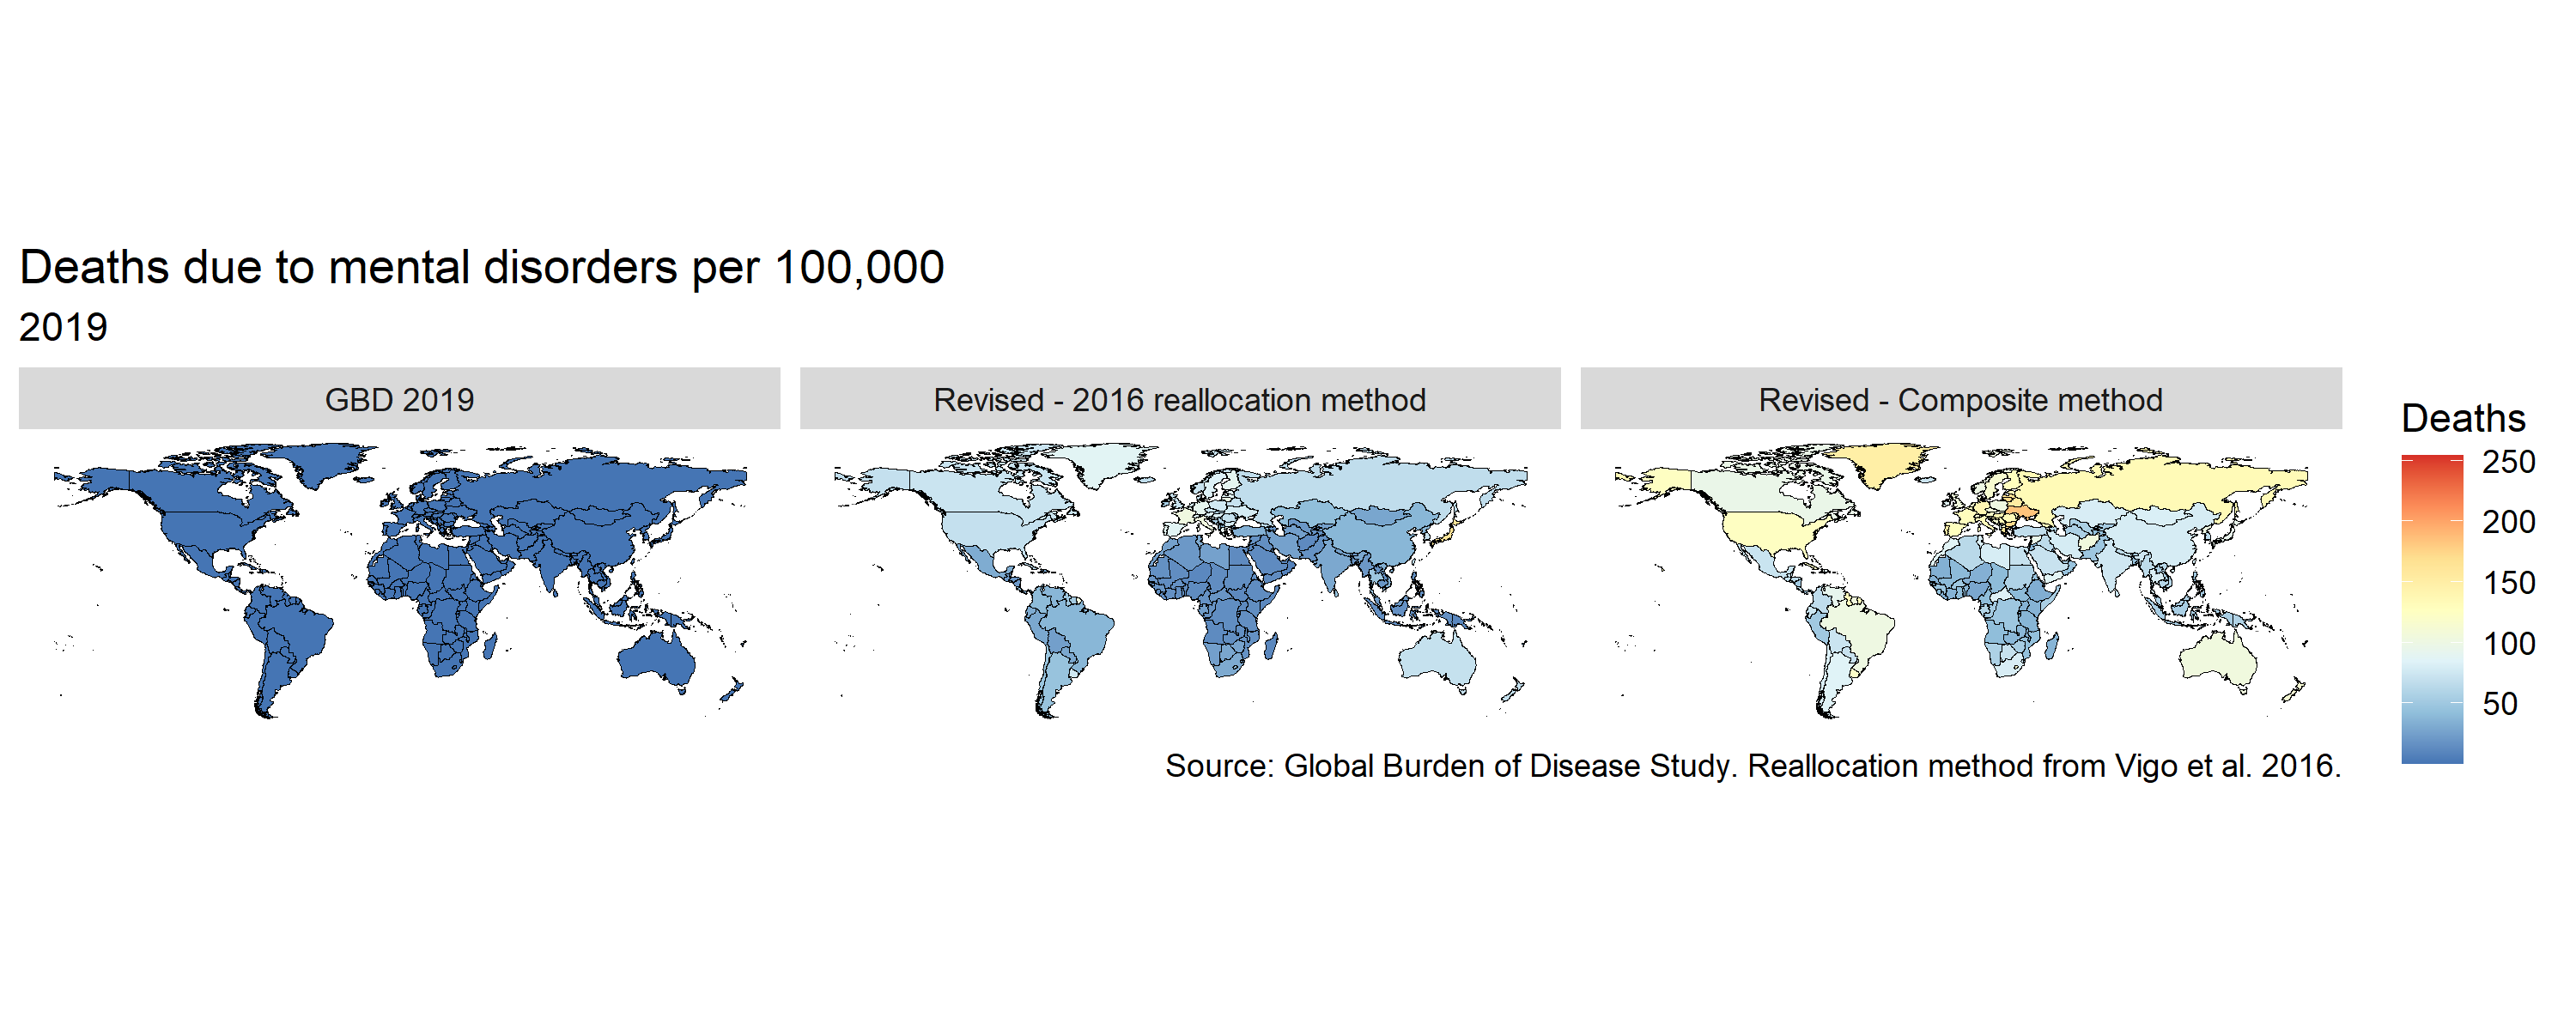 Deaths due to mental disorders per 100,000
2019
GBD 2019
Revised - 2016 reallocation method
Revised - Composite method
Deaths
250
200
150
100
50
Source: Global Burden of Disease Study. Reallocation method from Vigo et al. 2016.